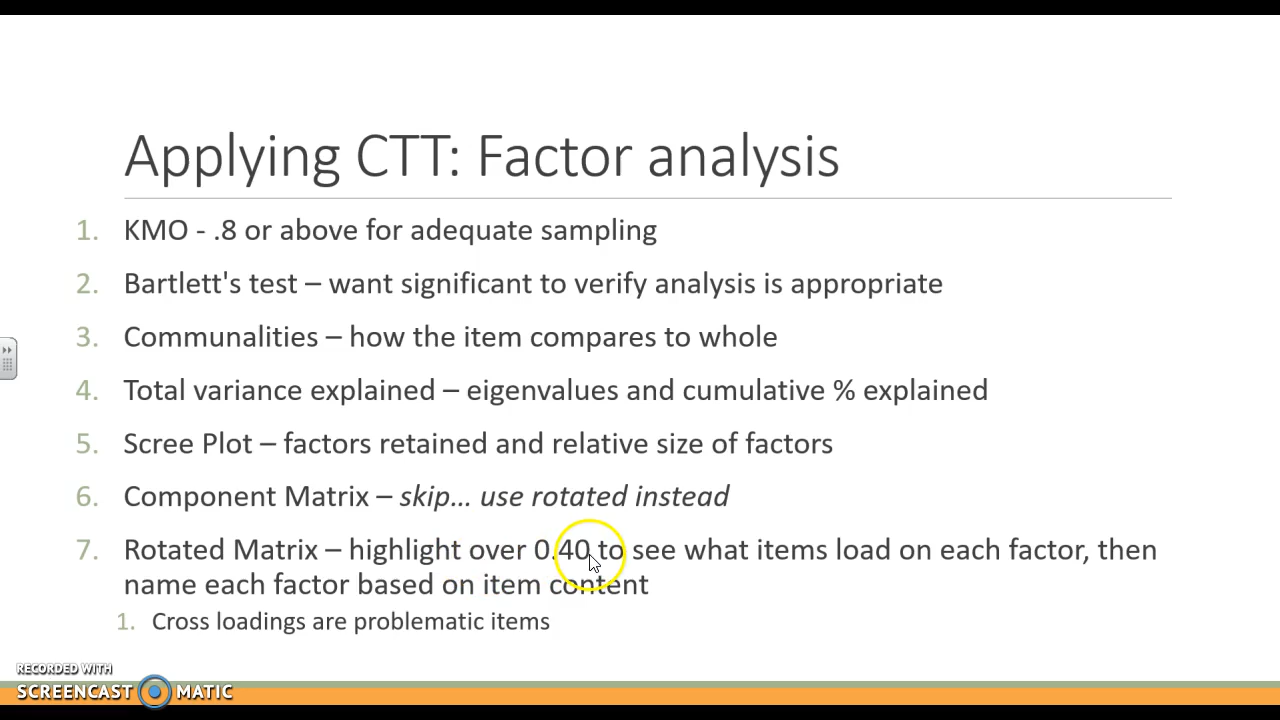 Applying CTT: Factor analysis
1. KMO - .8 or above for adequate sampling
2. Bartlett's test – want significant to verify analysis is appropriate
3. Communalities – how the item compares to whole
4. Total variance explained – eigenvalues and cumulative % explained
5. Scree Plot – factors retained and relative size of factors
6. Component Matrix – skip... use rotated instead
7. Rotated Matrix – highlight over 0.40 to see what items load on each factor, then
name each factor based on item content
1. Cross loadings are problematic items
RECORDED WITH
SCREENCAST MATIC